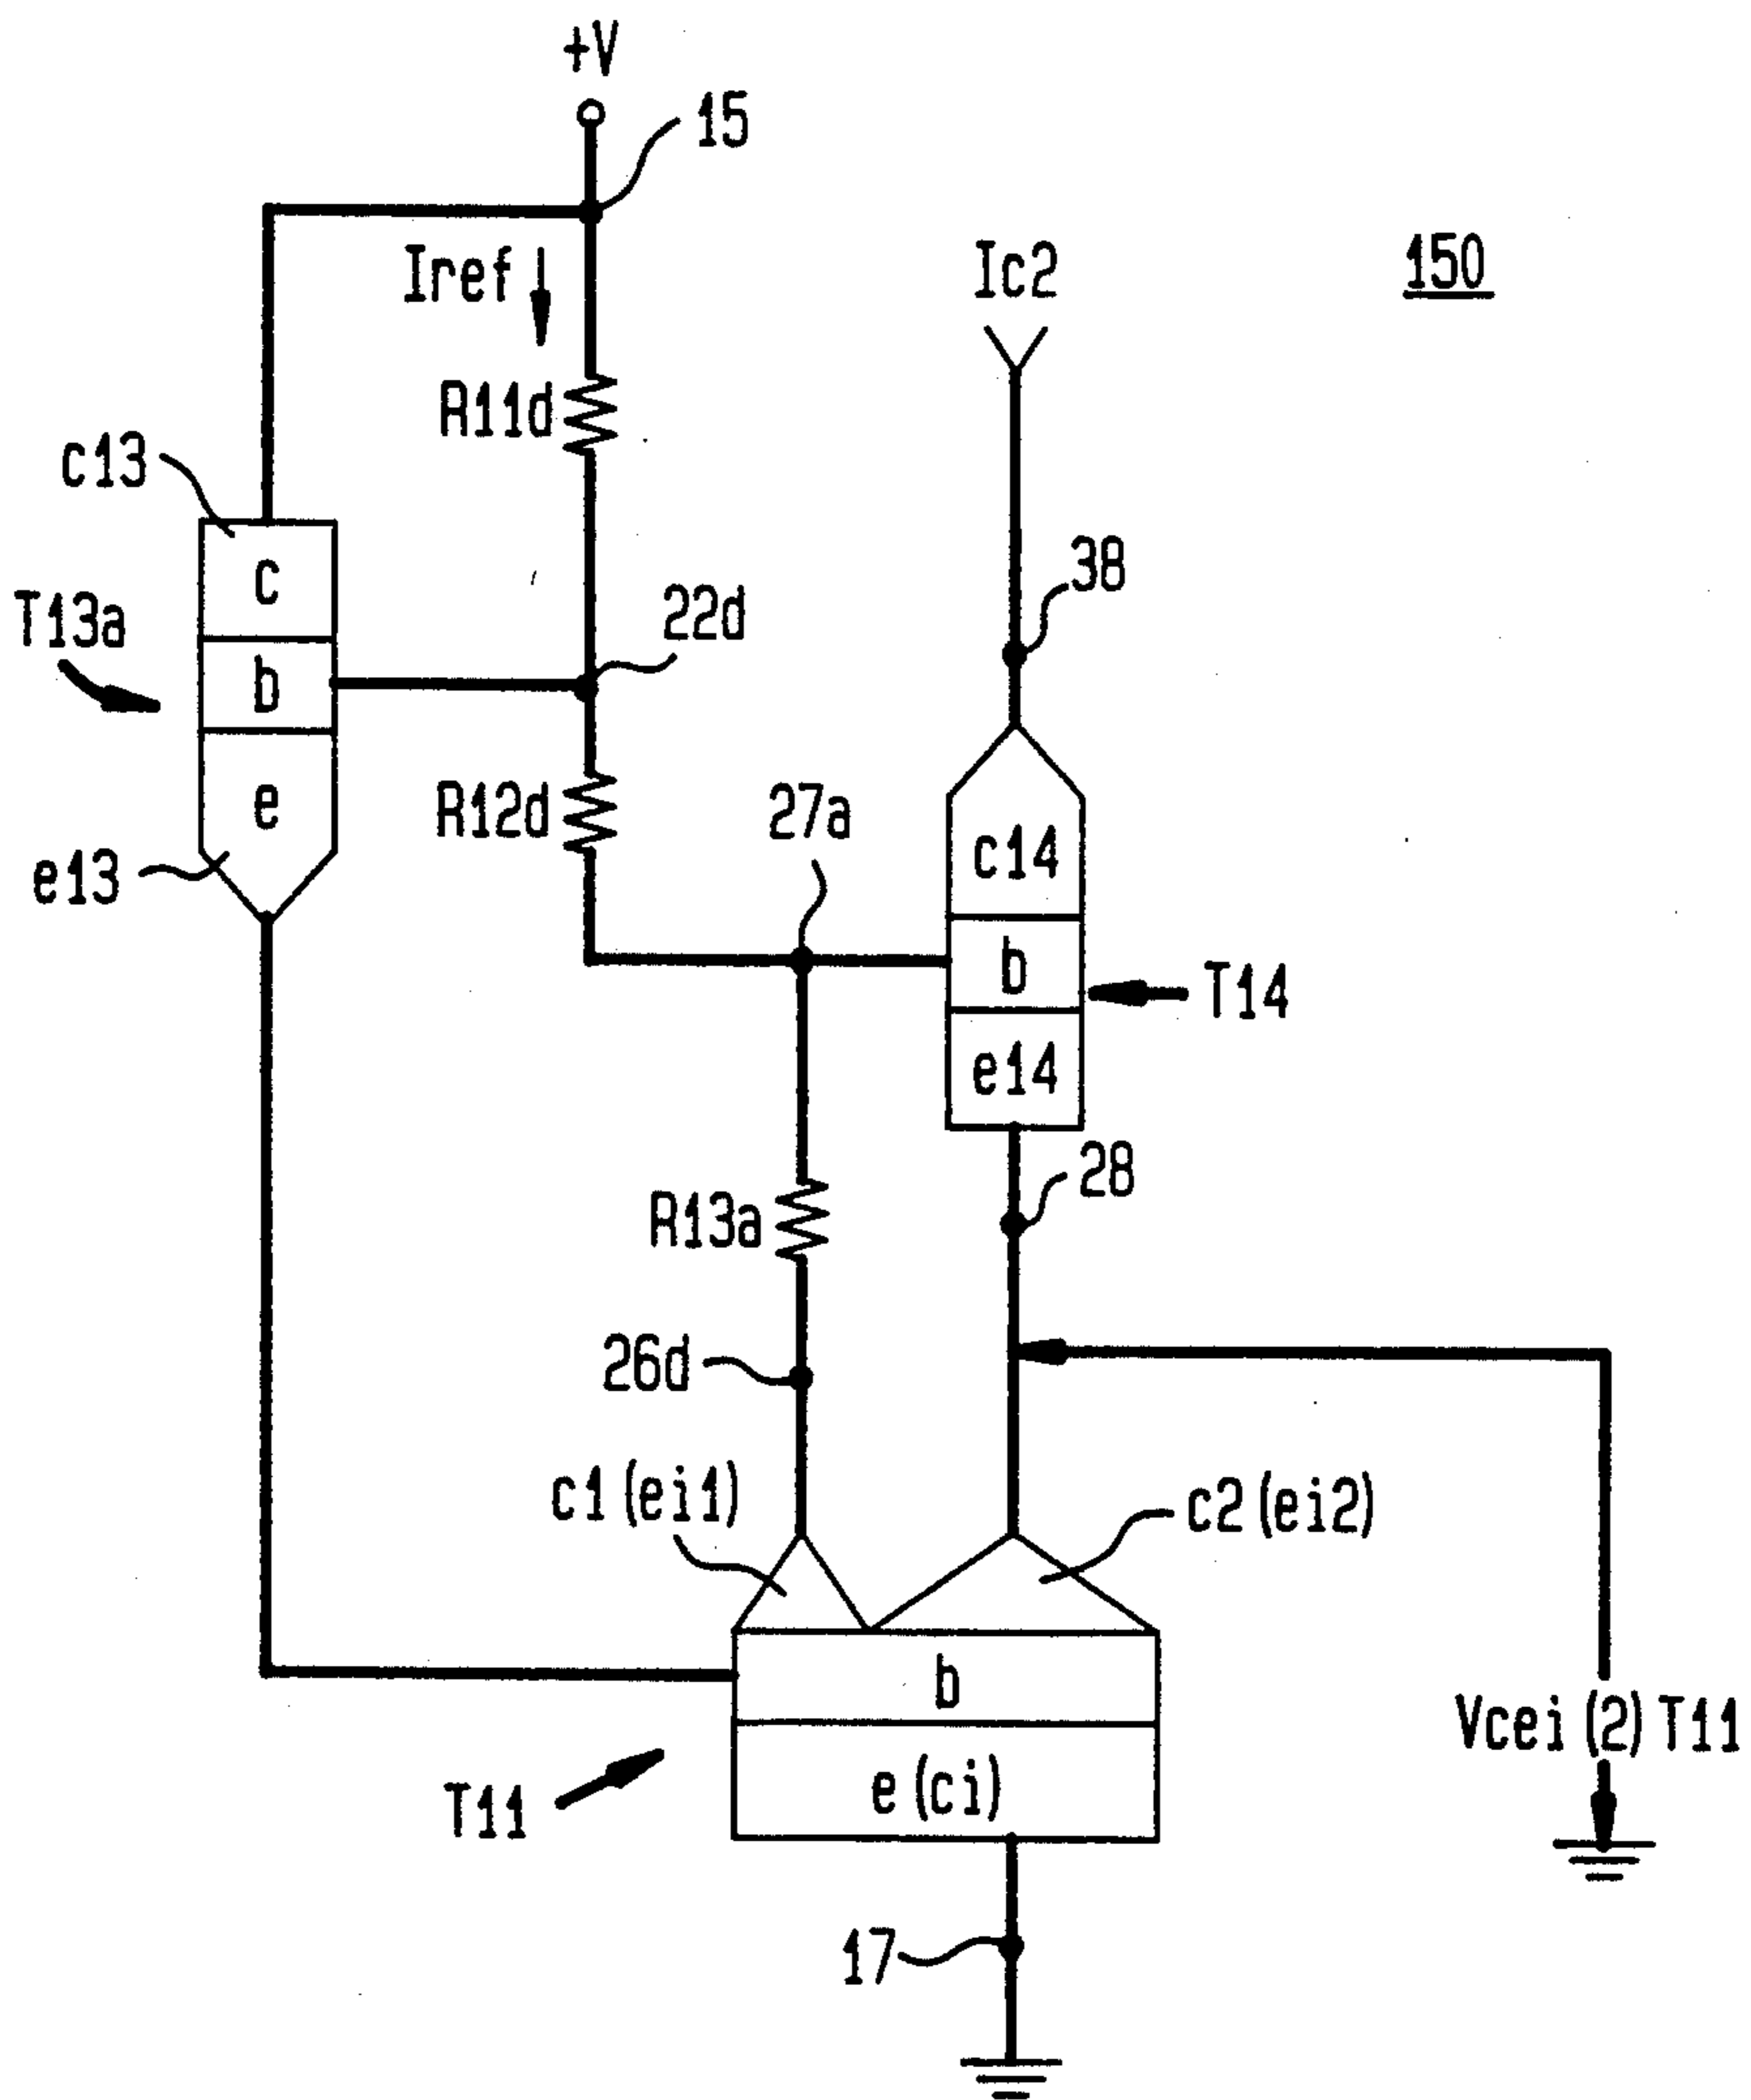 +V
15
Iref
Ic2
150
R11d
c13
c
38
T13a
22d
b
e
R12d
27a
c14
e13
b
T14
e14
28
R13a
26d
c1(ei1)
c2(ei2)
b
Vcei(2)T11
e(ci)
T11
17